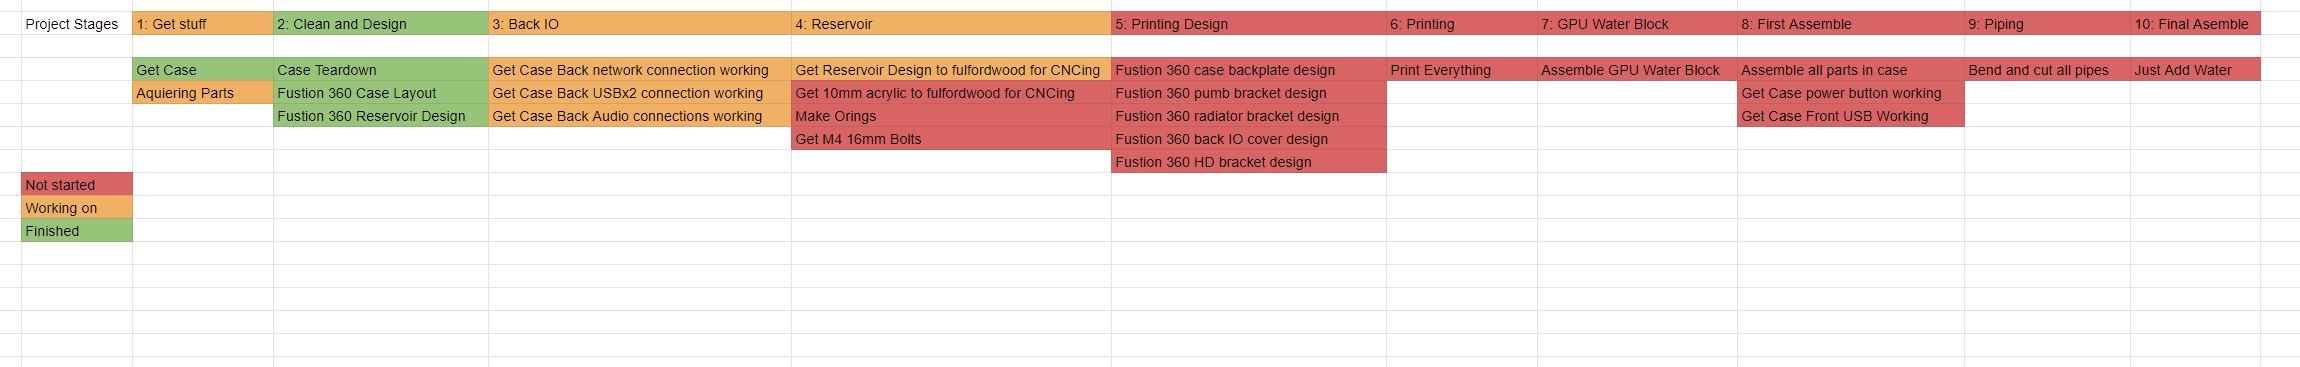 Project Stages 1: Get stuff 2: Clean and Design 3: Back IO 4: Reservoir 5: Printing Design 6: Printing 7: GPU Water Block 8: First Assemble 9: Piping 10: Final Asemble
Get Case Case Teardown Get Case Back network connection working Get Reservoir Design to fulfordwood for CNCing Fustion 360 case backplate design Print Everything Assemble GPU Water Block Assemble all parts in case Bend and cut all pipes Just Add Water
Aquiering Parts Fustion 360 Case Layout Get Case Back USBx2 connection working Get 10mm acrylic to fulfordwood for CNCing Fustion 360 pumb bracket design Get Case power button working
Fustion 360 Reservoir Design Get Case Back Audio connections working Make Orings Fustion 360 radiator bracket design Get Case Front USB Working
Get M4 16mm Bolts Fustion 360 back IO cover design
Fustion 360 HD bracket design
Not started
Working on
Finished